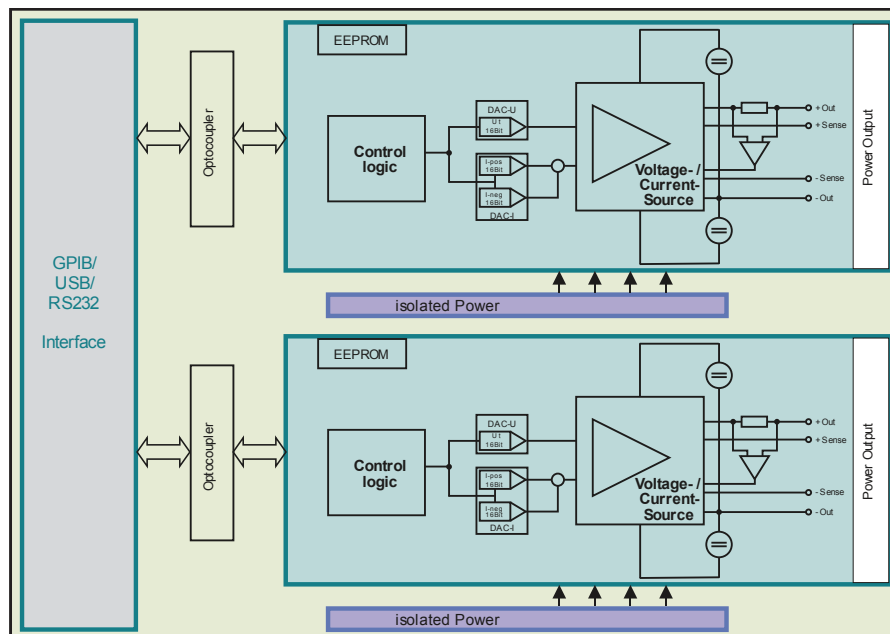 GPIB/
USB/
RS232
Interface
Optocoupler
EEPROM
Control
logic
DAC-U
U1
16Bit
I-pos
16Bit
I-neg
16Bit
DAC-I
Voltage- /
Current-
Source
+Out
+Sense
- Sense
- Out
Power Output
isolated Power
Optocoupler
EEPROM
Control
logic
DAC-U
U1
16Bit
I-pos
16Bit
I-neg
16Bit
DAC-I
Voltage- /
Current-
Source
+Out
+Sense
- Sense
- Out
Power Output
isolated Power